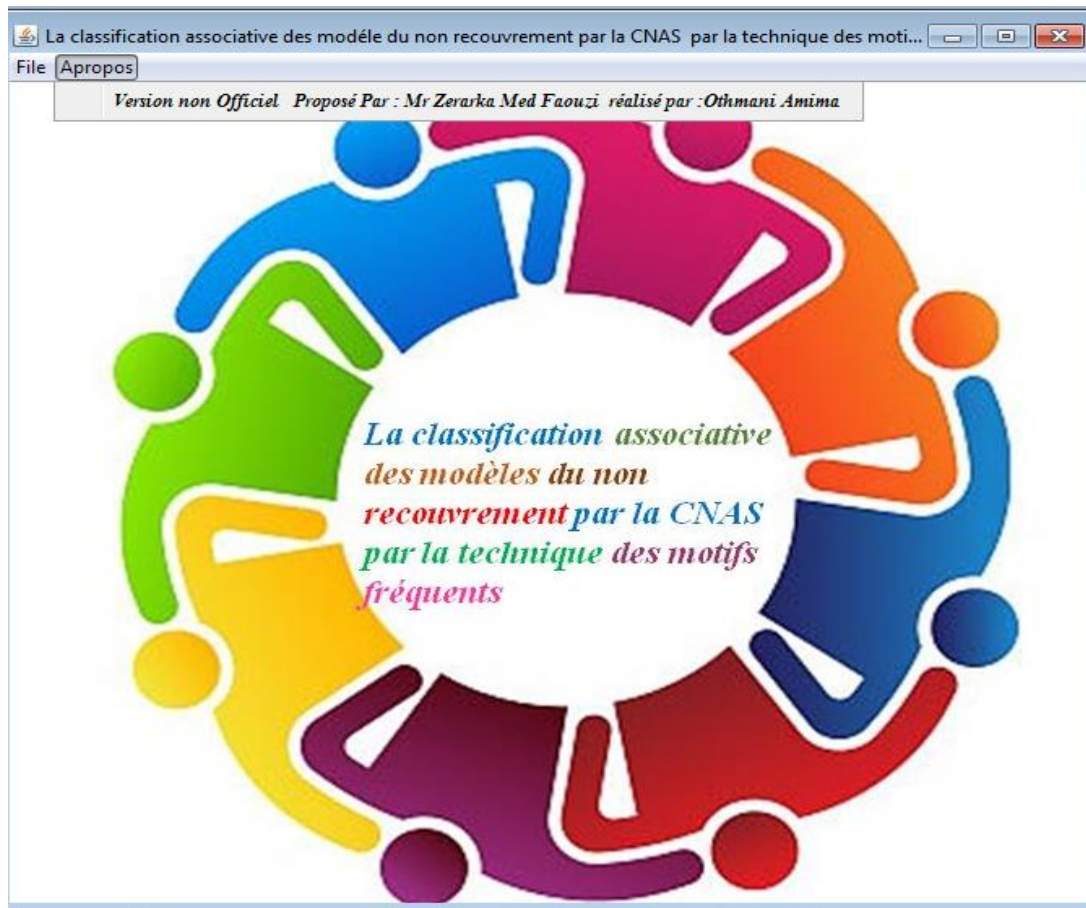 La classification associative des modéle du non recouvrement par la CNAS par la technique des moti...
File Apropos
Version non Officiel Proposé Par : Mr Zerarka Med Faouzi réalisé par :Othmani Amima
La classification associative
des modèles du non
recouvrement par la CNAS
par la technique des motifs
fréquents